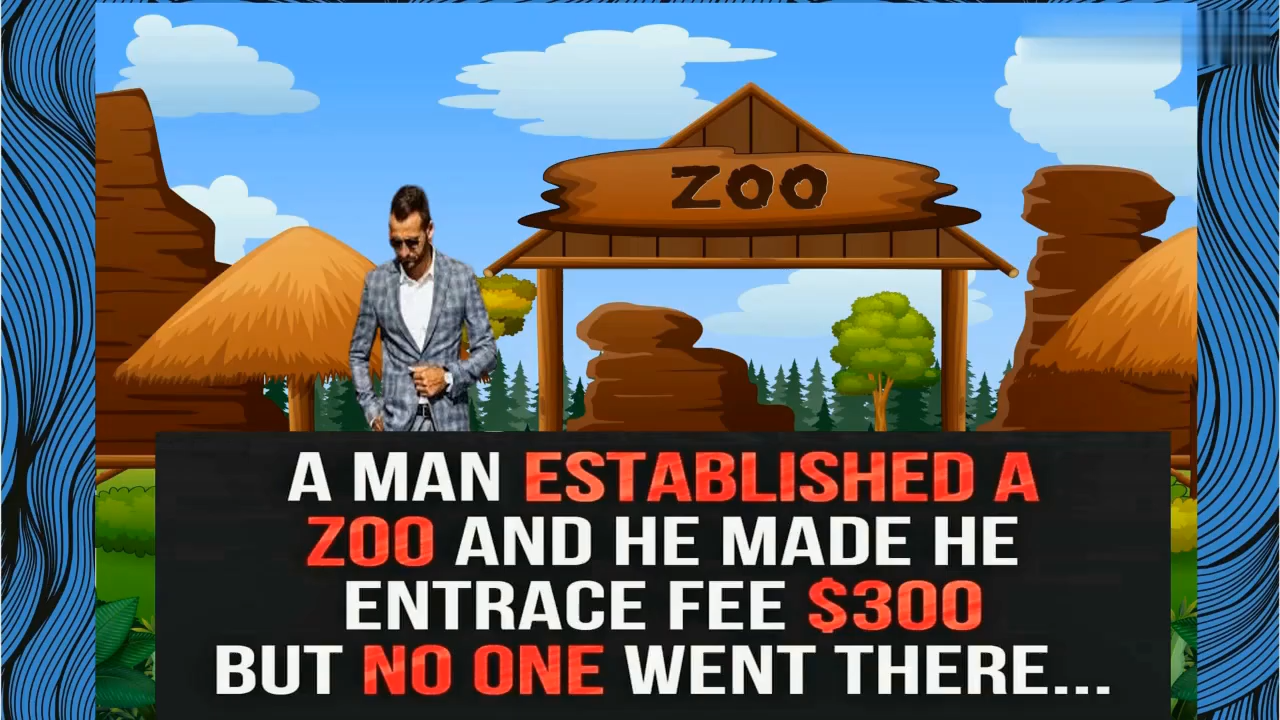 ZOO
A MAN ESTABLISHED A
ZOO AND HE MADE HE
ENTRACE FEE $300
BUT NO ONE WENT THERE...